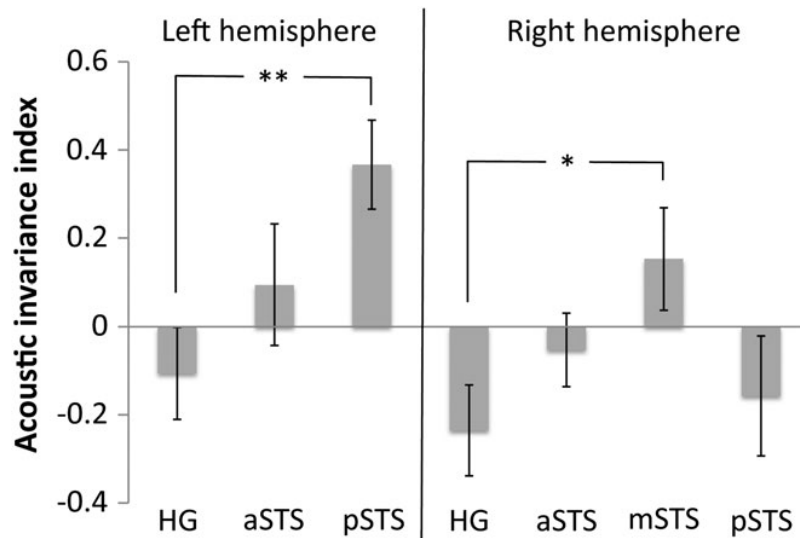 Left hemisphere
Right hemisphere
Acoustic invariance index
0.6
0.4
0.2
0
-0.2
-0.4
**
*
HG aSTS pSTS
HG aSTS mSTS pSTS